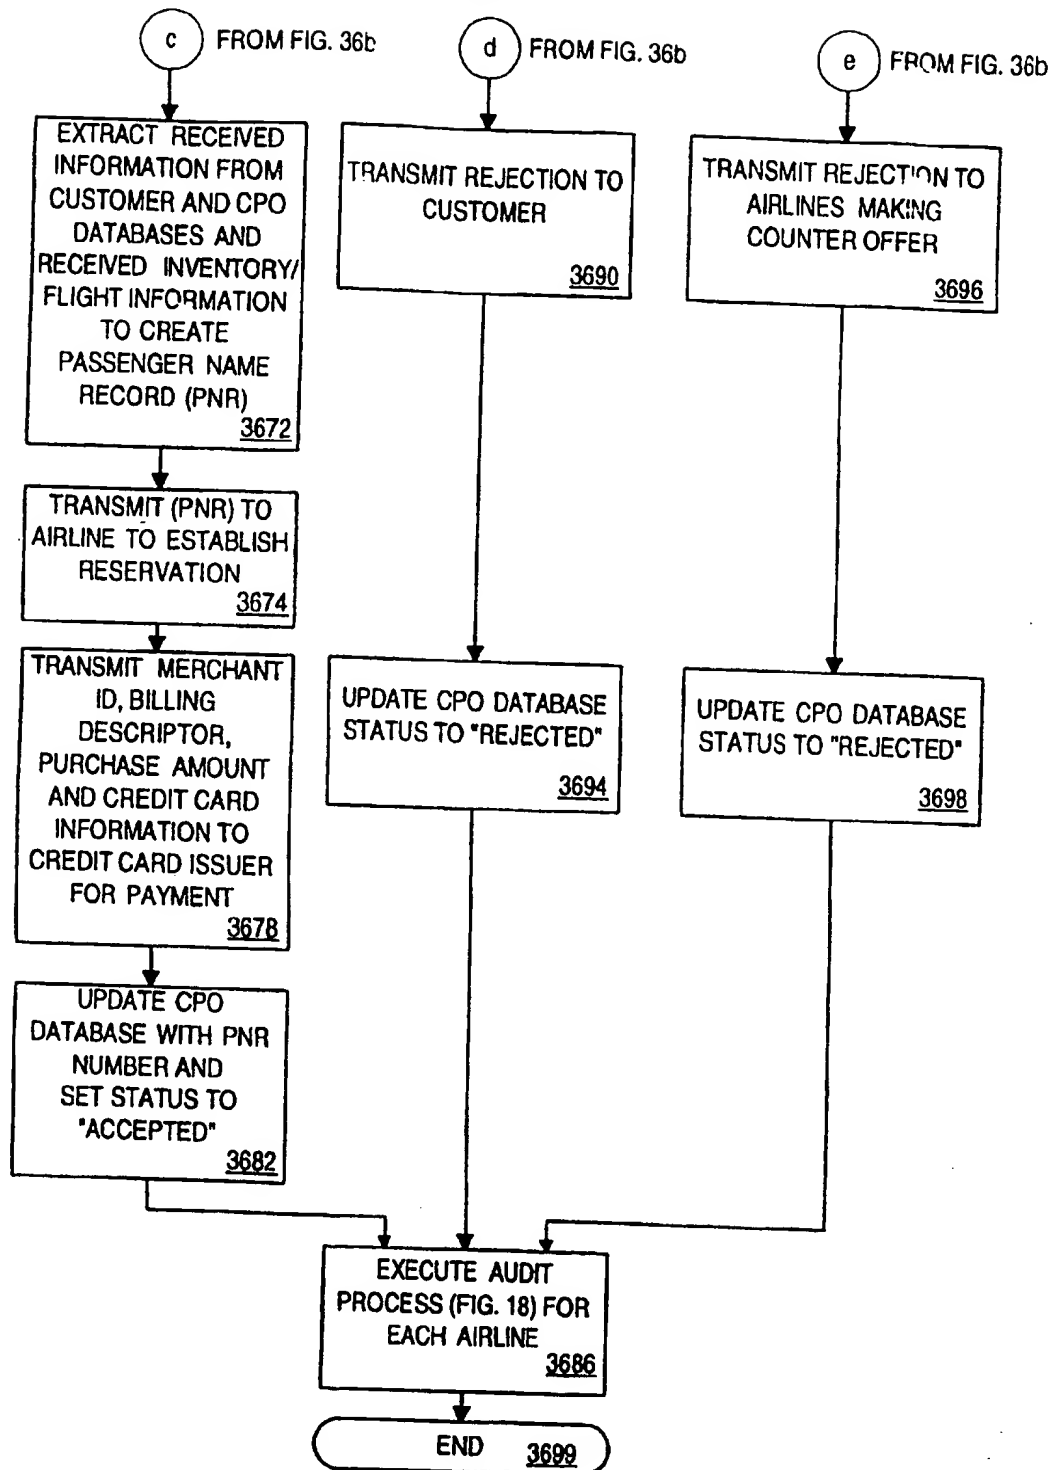 c FROM FIG. 36b
d FROM FIG. 36b
e FROM FIG. 36b
EXTRACT RECEIVED
INFORMATION FROM
CUSTOMER AND CPO
DATABASES AND
RECEIVED INVENTORY/
FLIGHT INFORMATION
TO CREATE
PASSENGER NAME
RECORD (PNR)
3672
TRANSMIT (PNR) TO
AIRLINE TO ESTABLISH
RESERVATION
3674
TRANSMIT MERCHANT
ID, BILLING
DESCRIPTOR,
PURCHASE AMOUNT
AND CREDIT CARD
INFORMATION TO
CREDIT CARD ISSUER
FOR PAYMENT
3678
UPDATE CPO
DATABASE WITH PNR
NUMBER AND
SET STATUS TO
"ACCEPTED"
3682
TRANSMIT REJECTION TO
CUSTOMER
3690
UPDATE CPO DATABASE
STATUS TO "REJECTED"
3694
TRANSMIT REJECTION TO
AIRLINES MAKING
COUNTER OFFER
3696
UPDATE CPO DATABASE
STATUS TO "REJECTED"
3698
EXECUTE AUDIT
PROCESS (FIG. 18) FOR
EACH AIRLINE
3686
END 3699